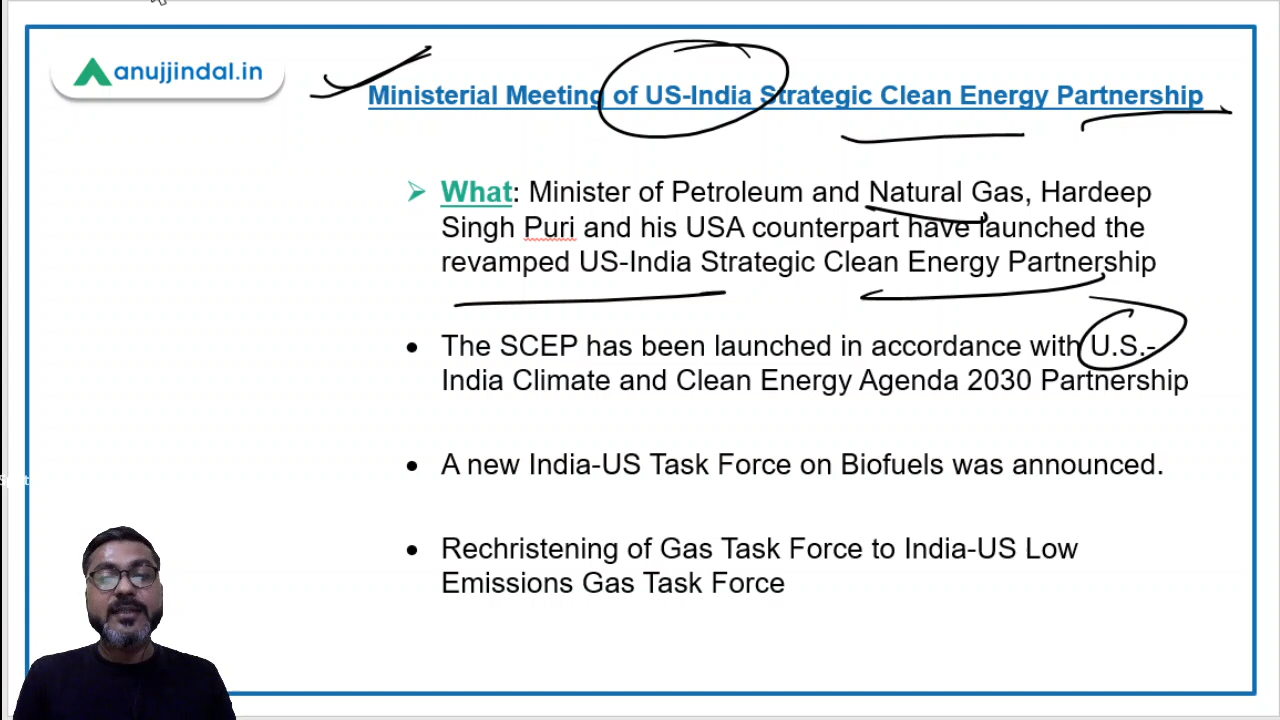 anujjindal.in
Ministerial Meeting of US-India Strategic Clean Energy Partnership
What: Minister of Petroleum and Natural Gas, Hardeep
Singh Puri and his USA counterpart have launched the
revamped US-India Strategic Clean Energy Partnership
The SCEP has been launched in accordance with U.S.-
India Climate and Clean Energy Agenda 2030 Partnership
A new India-US Task Force on Biofuels was announced.
Rechristening of Gas Task Force to India-US Low
Emissions Gas Task Force